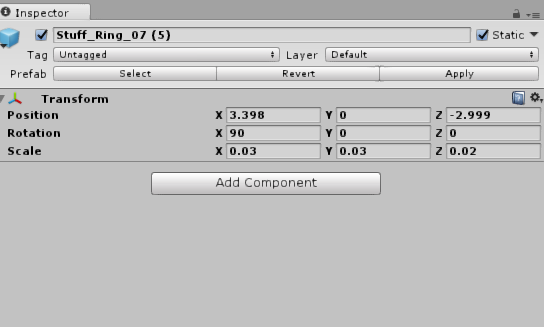 Inspector
Stuff_Ring_07 (5) Static
Tag Untagged Layer Default
Prefab Select Revert Apply
Transform
Position X 3.398 Y 0 Z -2.999
Rotation X 90 Y 0 Z 0
Scale X 0.03 Y 0.03 Z 0.02
Add Component